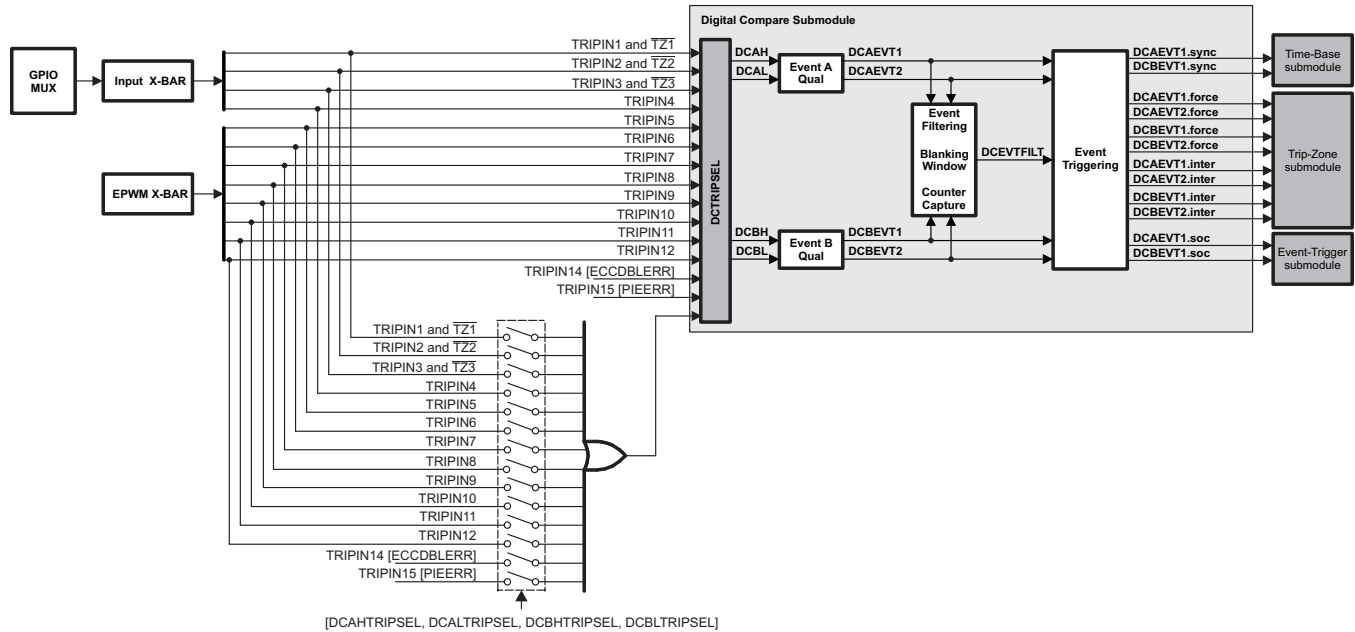 Digital Compare Submodule
GPIO
MUX
Input X-BAR
EPWM X-BAR
TRIPIN1 and TZ1
TRIPIN2 and TZ2
TRIPIN3 and TZ3
TRIPIN4
TRIPIN5
TRIPIN6
TRIPIN7
TRIPIN8
TRIPIN9
TRIPIN10
TRIPIN11
TRIPIN12
TRIPIN14 [ECCDBLERR]
TRIPIN15 [PIEERR]
DCTRIPSEL
DCAH
DCAL
Event A
Qual
DCAEVT1
DCAEVT2
DCBH
DCBL
Event B
Qual
DCBEVT1
DCBEVT2
Event
Filtering
Blanking
Window
Counter
Capture
DCEVTFILT
Event
Triggering
DCAEVT1.sync
DCBEVT1.sync
DCAEVT1.force
DCAEVT2.force
DCBEVT1.force
DCBEVT2.force
DCAEVT1.inter
DCAEVT2.inter
DCBEVT1.inter
DCBEVT2.inter
DCAEVT1.soc
DCBEVT1.soc
Time-Base
submodule
Trip-Zone
submodule
Event-Trigger
submodule
TRIPIN1 and TZ1
TRIPIN2 and TZ2
TRIPIN3 and TZ3
TRIPIN4
TRIPIN5
TRIPIN6
TRIPIN7
TRIPIN8
TRIPIN9
TRIPIN10
TRIPIN11
TRIPIN12
TRIPIN14 [ECCDBLERR]
TRIPIN15 [PIEERR]
[DCAHTRIPSEL, DCALTRIPSEL, DCBHTRIPSEL, DCBLTRIPSEL]